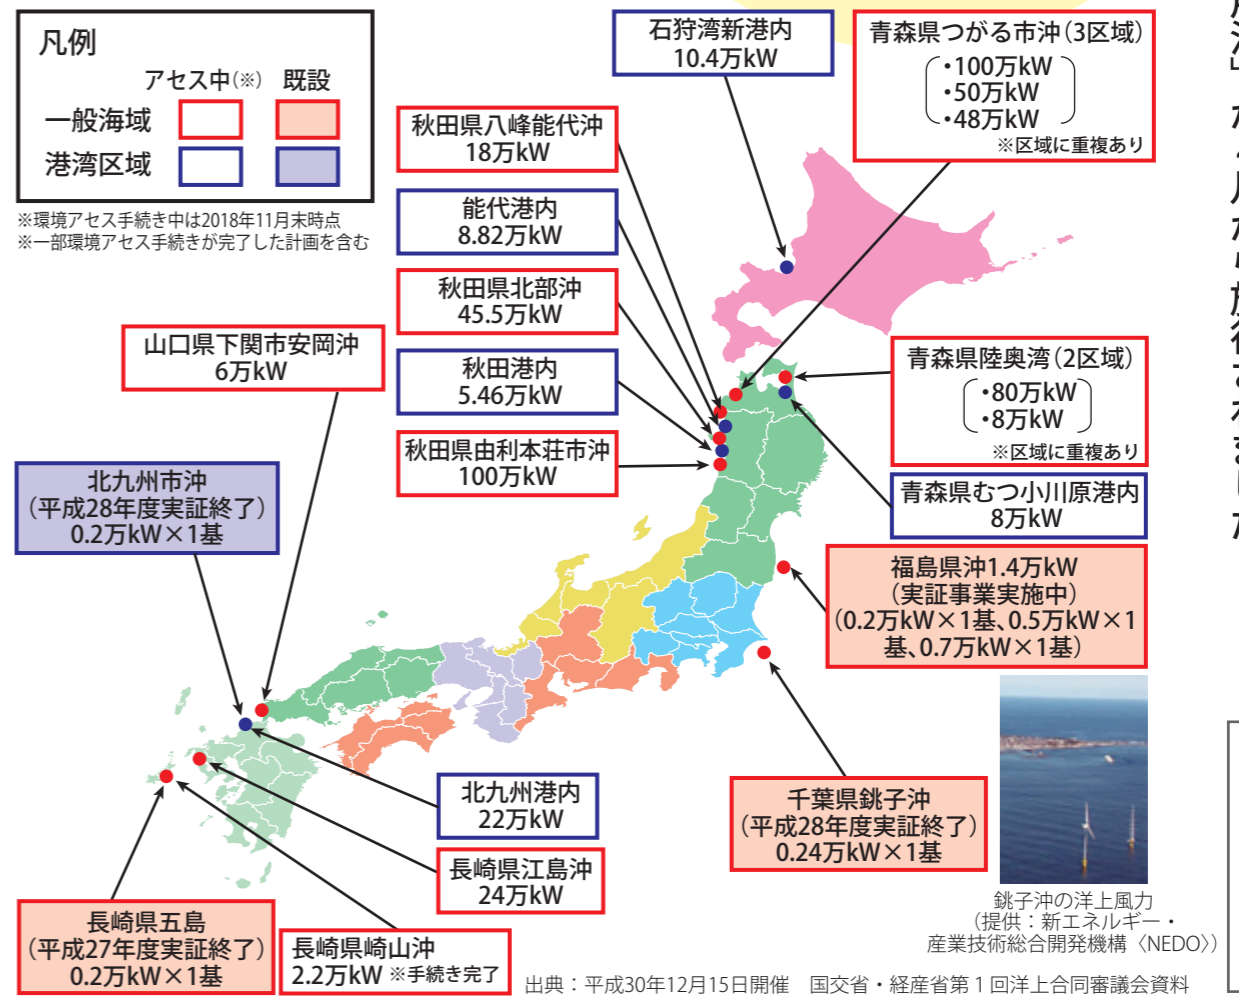 凡例
アセス中(※) 既設
一般海域
港湾区域
※環境アセス手続き中は2018年11月末時点
※一部環境アセス手続きが完了した計画を含む
石狩湾新港内
10.4万kW
青森県つがる市沖(3区域)
・100万kW
・50万kW
・48万kW
※区域に重複あり
秋田県八峰能代沖
18万kW
能代港内
8.82万kW
秋田県北部沖
45.5万kW
秋田港内
5.46万kW
秋田県由利本荘市沖
100万kW
山口県下関市安岡沖
6万kW
北九州市沖
(平成28年度実証終了)
0.2万kW×1基
青森県陸奥湾(2区域)
・80万kW
・8万kW
※区域に重複あり
青森県むつ小川原港内
8万kW
福島県沖1.4万kW
(実証事業実施中)
(0.2万kW×1基、0.5万kW×1
基、0.7万kW×1基)
千葉県銚子沖
(平成28年度実証終了)
0.24万kW×1基
北九州港内
22万kW
長崎県江島沖
24万kW
長崎県五島
(平成27年度実証終了)
0.2万kW×1基
長崎県崎山沖
2.2万kW ※手続き完了
銚子沖の洋上風力
(提供:新エネルギー・
産業技術総合開発機構〈NEDO〉)
出典:平成30年12月15日開催 国交省・経産省第1回洋上合同審議会資料